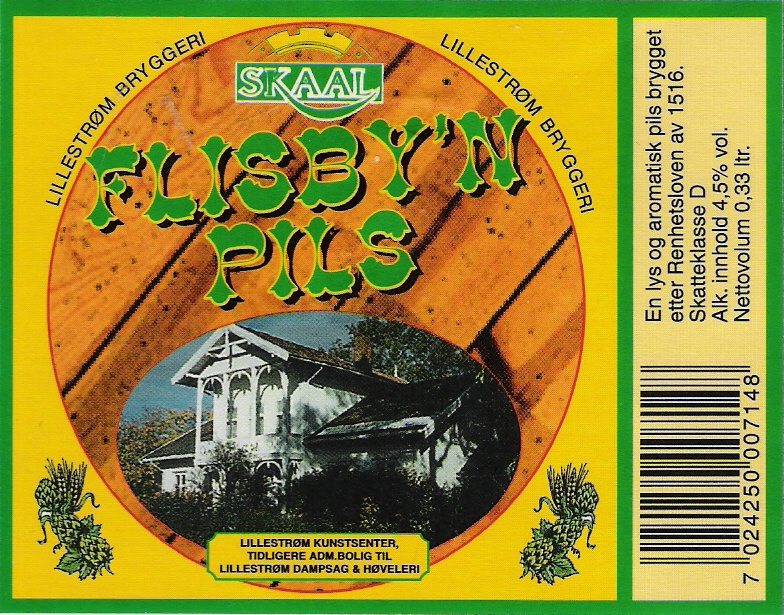 LILLESTRØM BRYGGERI
SKAAL
LILLESTRØM BRYGGERI
FLISBY'N
PILS
LILLESTRØM KUNSTSENTER,
TIDLIGERE ADM.BOLIG TIL
LILLESTRØM DAMPSAG & HØVELERI
En lys og aromatisk pils brygget
etter Renhetsloven av 1516.
Skatteklasse D
Alk. innhold 4,5% vol.
Nettovolum 0,33 ltr.
7 024250 007148